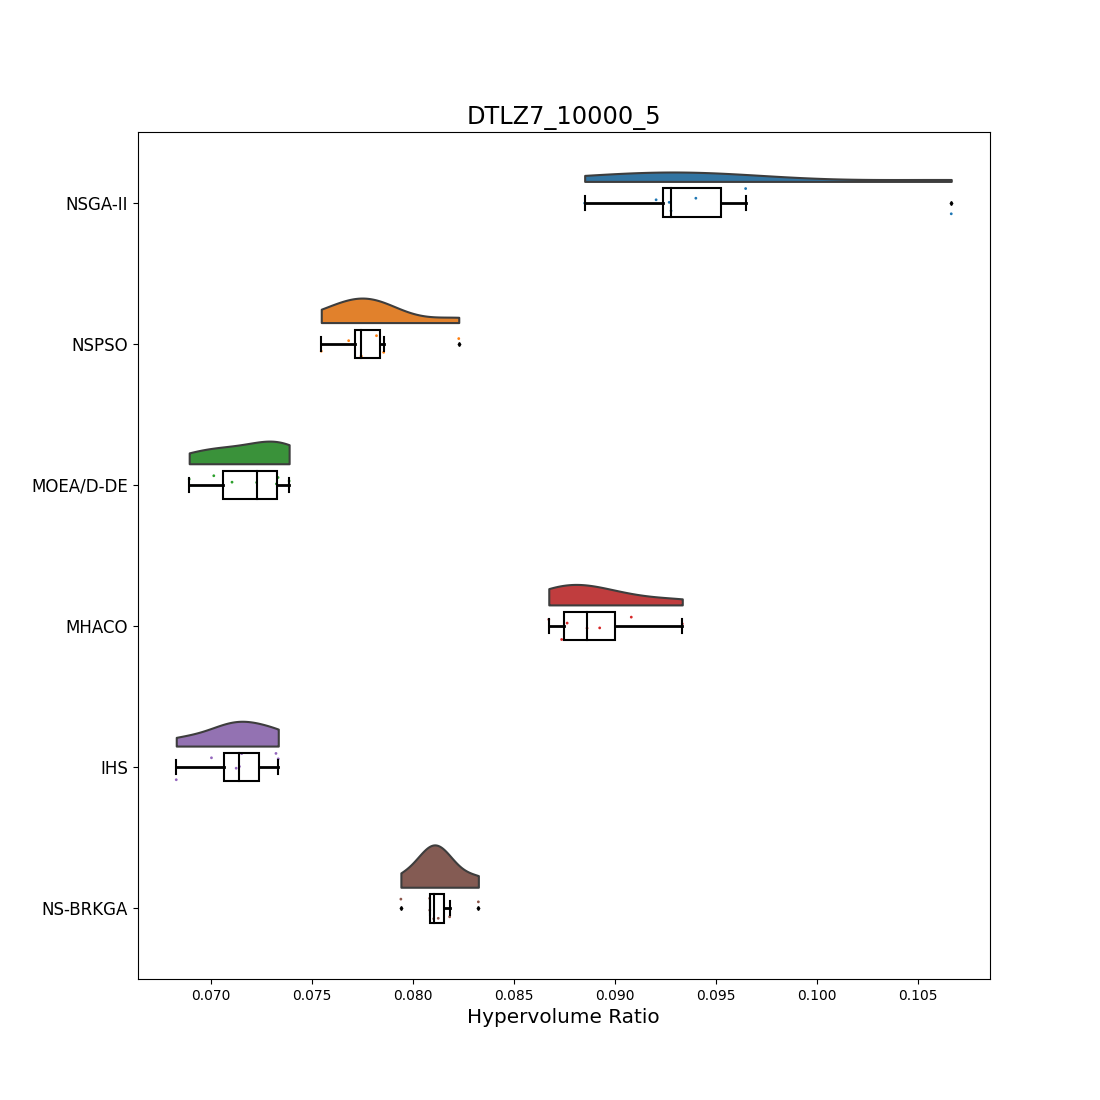 DTLZ7_10000_5
NSGA-II
NSPSO
MOEA/D-DE
MHACO
IHS
NS-BRKGA
0.070 0.075 0.080 0.085 0.090 0.095 0.100 0.105
Hypervolume Ratio